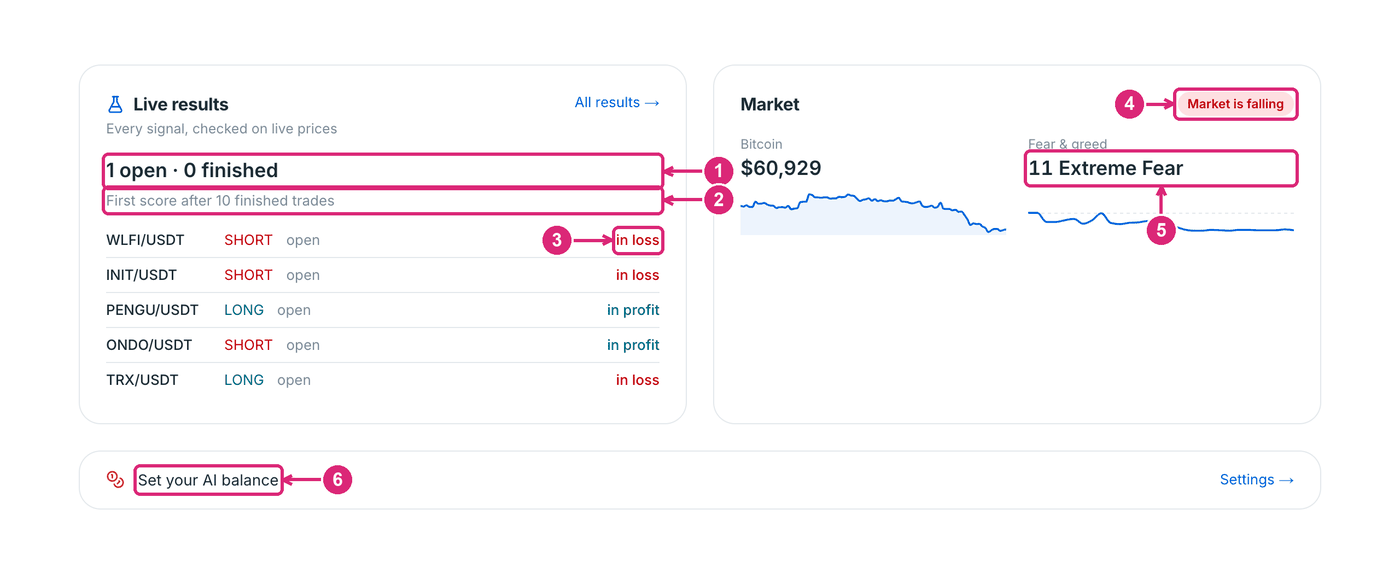 Live results
All results →
Every signal, checked on live prices
1 open · 0 finished
1
First score after 10 finished trades
2
WLFI/USDT SHORT open 3 in loss
INIT/USDT SHORT open in loss
PENGU/USDT LONG open in profit
ONDO/USDT SHORT open in profit
TRX/USDT LONG open in loss
Market
4
Market is falling
Bitcoin
$60,929
Fear & greed
11 Extreme Fear
5
Set your AI balance
6
Settings →